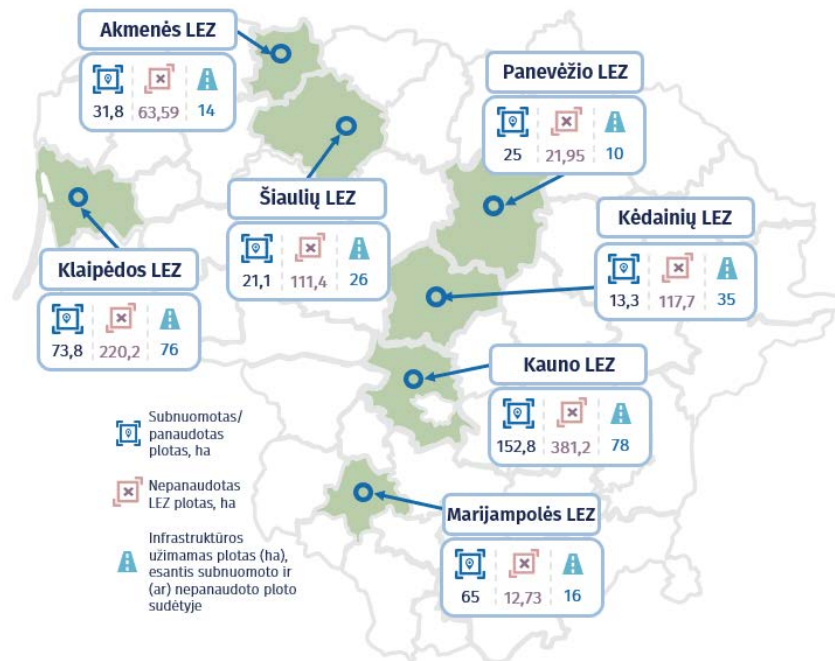 Akmenės LEZ
31,8 63,59 14
Panevėžio LEZ
25 21,95 10
Šiaulių LEZ
21,1 111,4 26
Kėdainių LEZ
13,3 117,7 35
Klaipėdos LEZ
73,8 220,2 76
Kauno LEZ
152,8 381,2 78
Marijampolės LEZ
65 12,73 16
Subnuomotas/
panaudotas
plotas, ha
Nepanaudotas
LEZ plotas, ha
Infrastruktūros
užimamas plotas (ha),
esantis subnuomoto ir
(ar) nepanaudoto ploto
sudėtyje